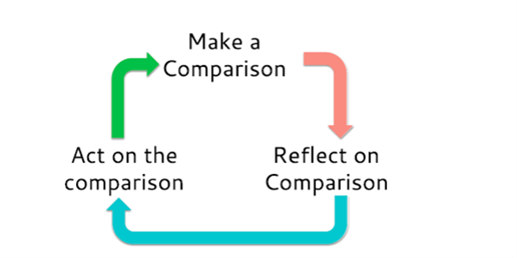 Make a
Comparison
Act on the
comparison
Reflect on
Comparison